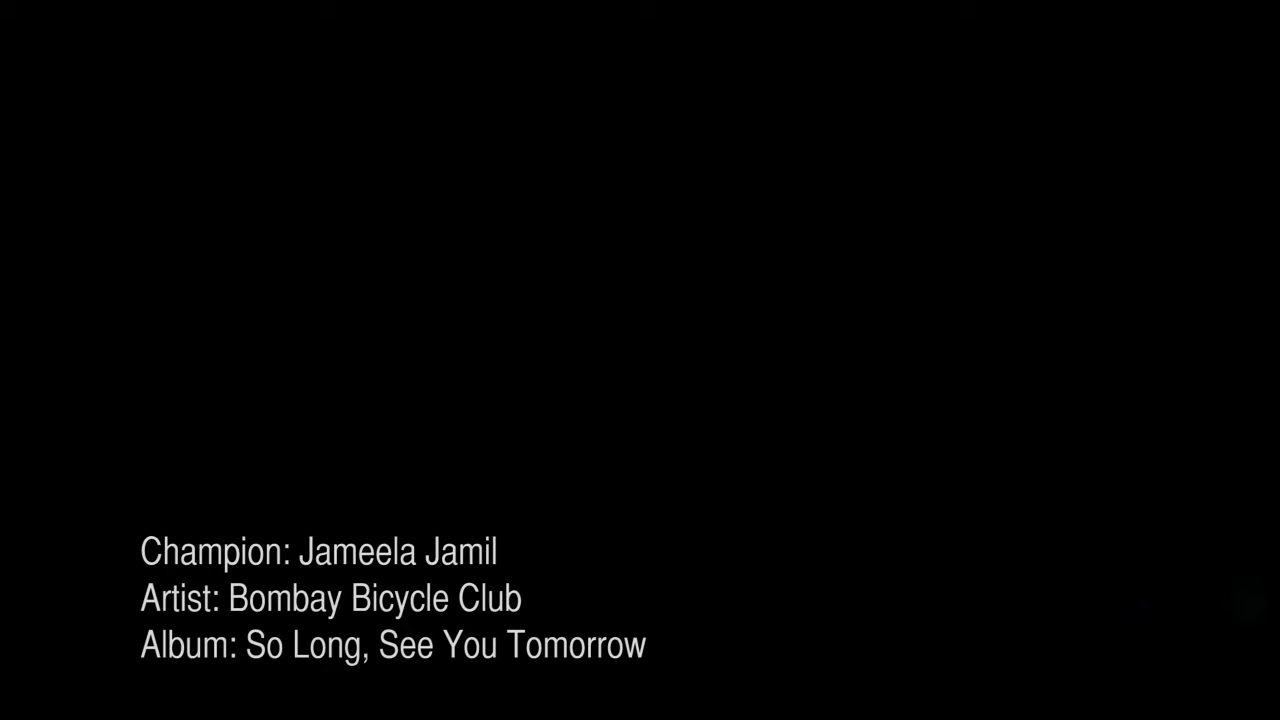 Champion: Jameela Jamil
Artist: Bombay Bicycle Club
Album: So Long, See You Tomorrow